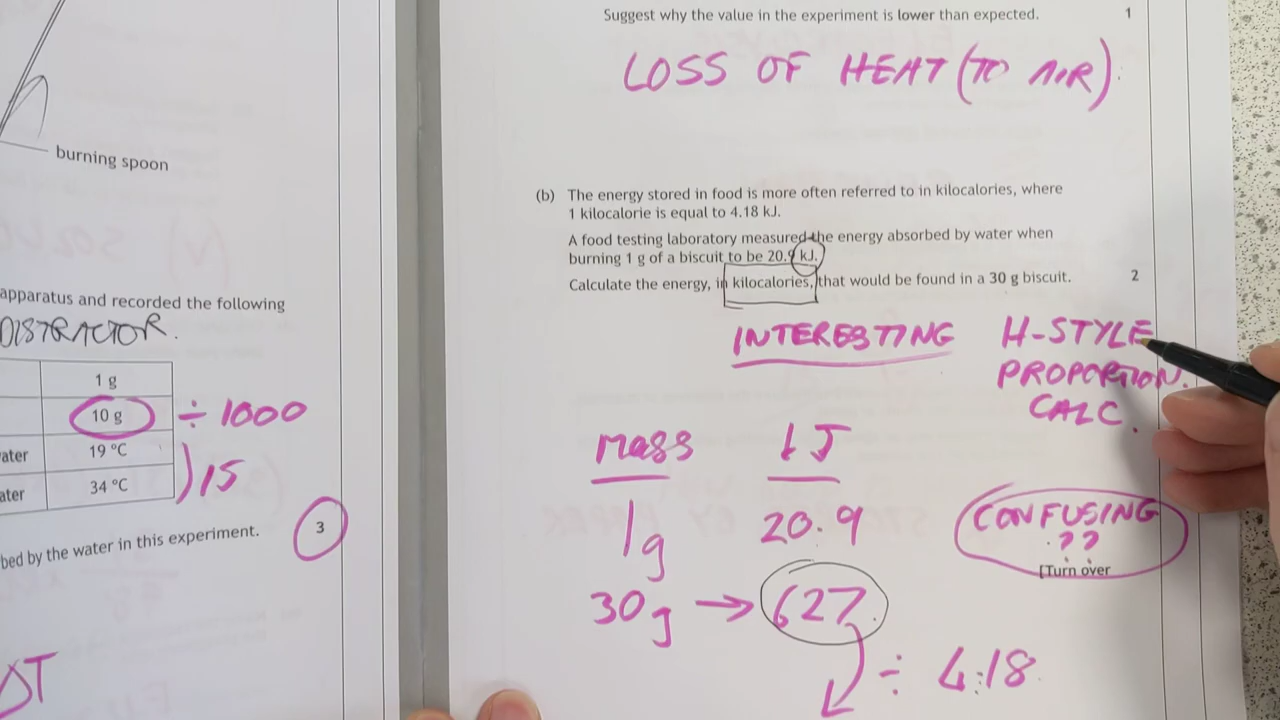 burning spoon
apparatus and recorded the following
DISTRACTOR.
1 g
10 g ÷ 1000
ater 19 °C
ater 34 °C
) 15
bed by the water in this experiment. 3
ΔT
Suggest why the value in the experiment is lower than expected. 1
LOSS OF HEAT (TO AIR).
(b) The energy stored in food is more often referred to in kilocalories, where
1 kilocalorie is equal to 4.18 kJ.
A food testing laboratory measured the energy absorbed by water when
burning 1 g of a biscuit to be 20.9 kJ.
Calculate the energy, in kilocalories, that would be found in a 30 g biscuit. 2
INTERESTING H-STYLE
PROPORTION.
CALC.
mass kJ
1g 20.9
CONFUSING
??
[Turn over
30g → 627.
÷ 4.18